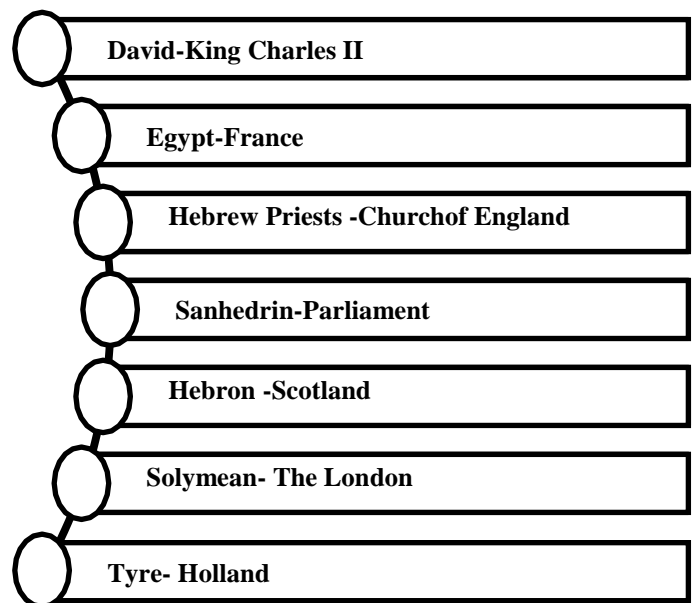 David-King Charles II
Egypt-France
Hebrew Priests -Churchof England
Sanhedrin-Parliament
Hebron -Scotland
Solymean- The London
Tyre- Holland